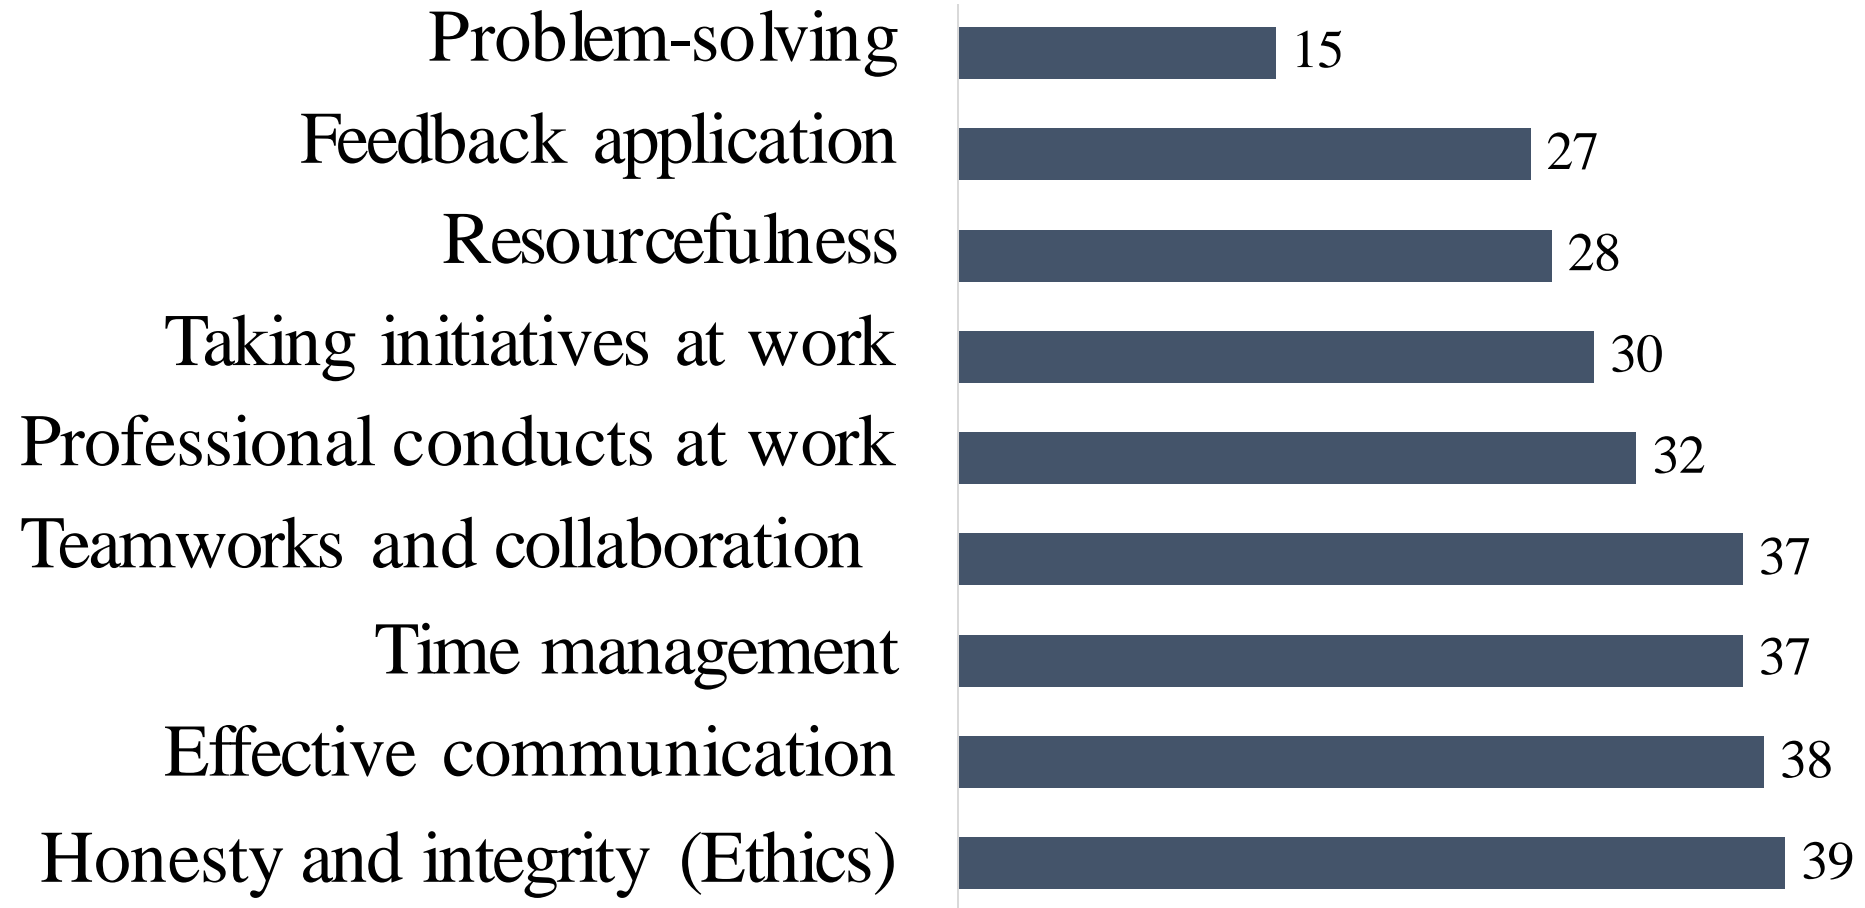 Problem-solving 15
Feedback application 27
Resourcefulness 28
Taking initiatives at work 30
Professional conducts at work 32
Teamworks and collaboration 37
Time management 37
Effective communication 38
Honesty and integrity (Ethics) 39